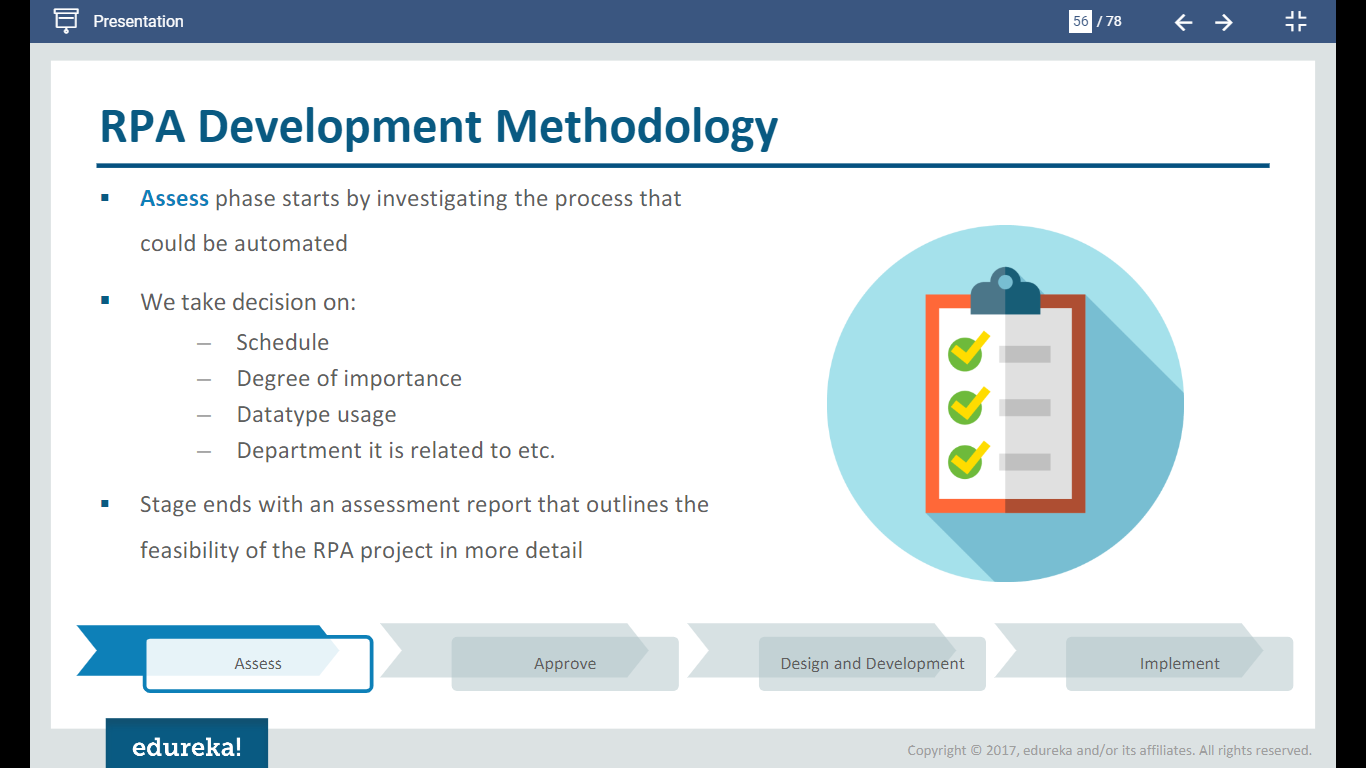 Presentation
56 / 78
RPA Development Methodology
▪ Assess phase starts by investigating the process that
could be automated
▪ We take decision on:
– Schedule
– Degree of importance
– Datatype usage
– Department it is related to etc.
▪ Stage ends with an assessment report that outlines the
feasibility of the RPA project in more detail
Assess
Approve
Design and Development
Implement
edureka!
Copyright © 2017, edureka and/or its affiliates. All rights reserved.